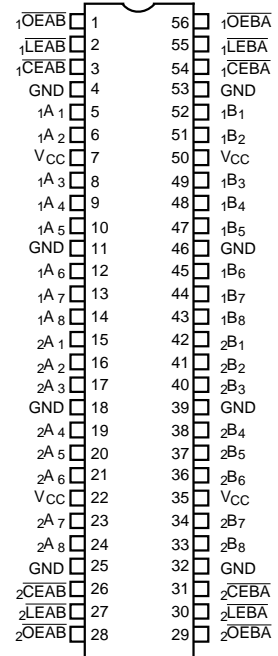 1OEAB 1 56 1OEBA
1LEAB 2 55 1LEBA
1CEAB 3 54 1CEBA
GND 4 53 GND
1A1 5 52 1B1
1A2 6 51 1B2
VCC 7 50 VCC
1A3 8 49 1B3
1A4 9 48 1B4
1A5 10 47 1B5
GND 11 46 GND
1A6 12 45 1B6
1A7 13 44 1B7
1A8 14 43 1B8
2A1 15 42 2B1
2A2 16 41 2B2
2A3 17 40 2B3
GND 18 39 GND
2A4 19 38 2B4
2A5 20 37 2B5
2A6 21 36 2B6
VCC 22 35 VCC
2A7 23 34 2B7
2A8 24 33 2B8
GND 25 32 GND
2CEAB 26 31 2CEBA
2LEAB 27 30 2LEBA
2OEAB 28 29 2OEBA